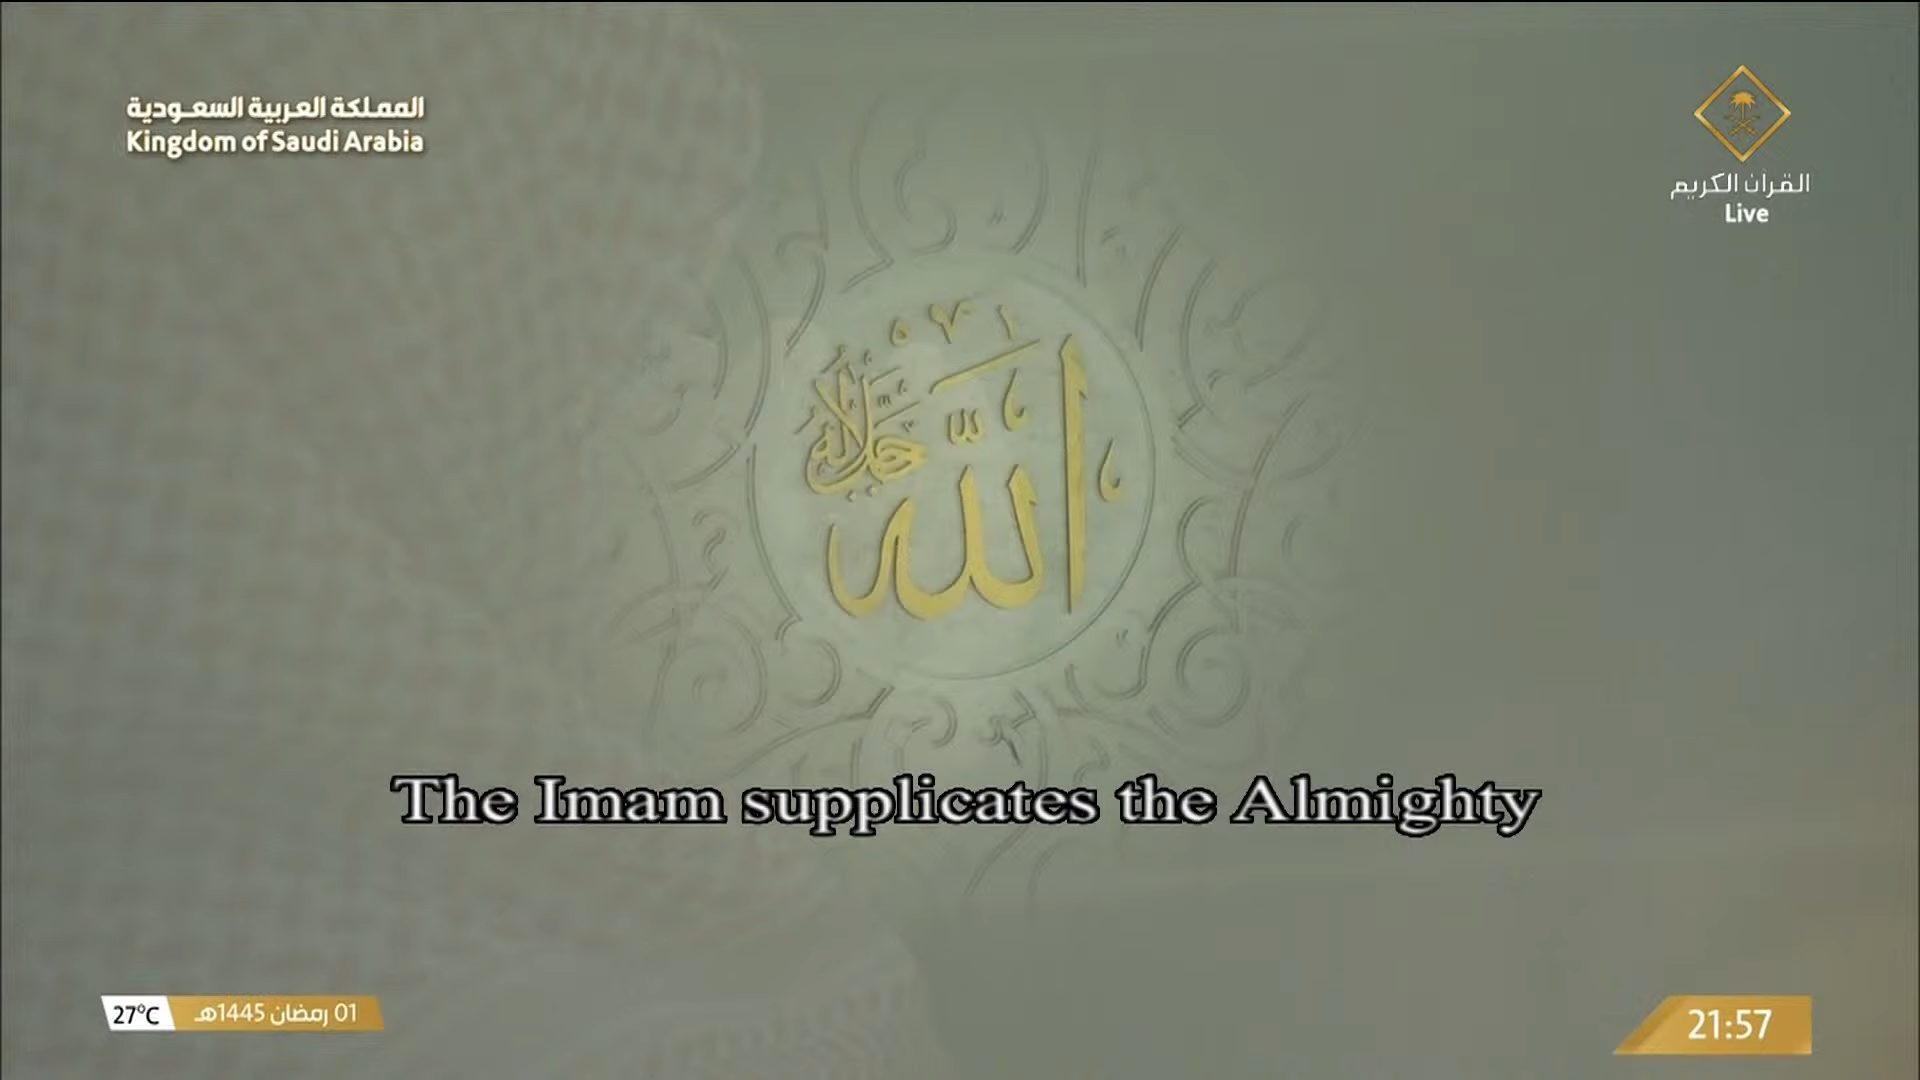 المملكة العربية السعودية
Kingdom of Saudi Arabia
القرآن الكريم
Live
الله
جل جلاله
The Imam supplicates the Almighty
27°C
01 رمضان 1445هـ
21:57